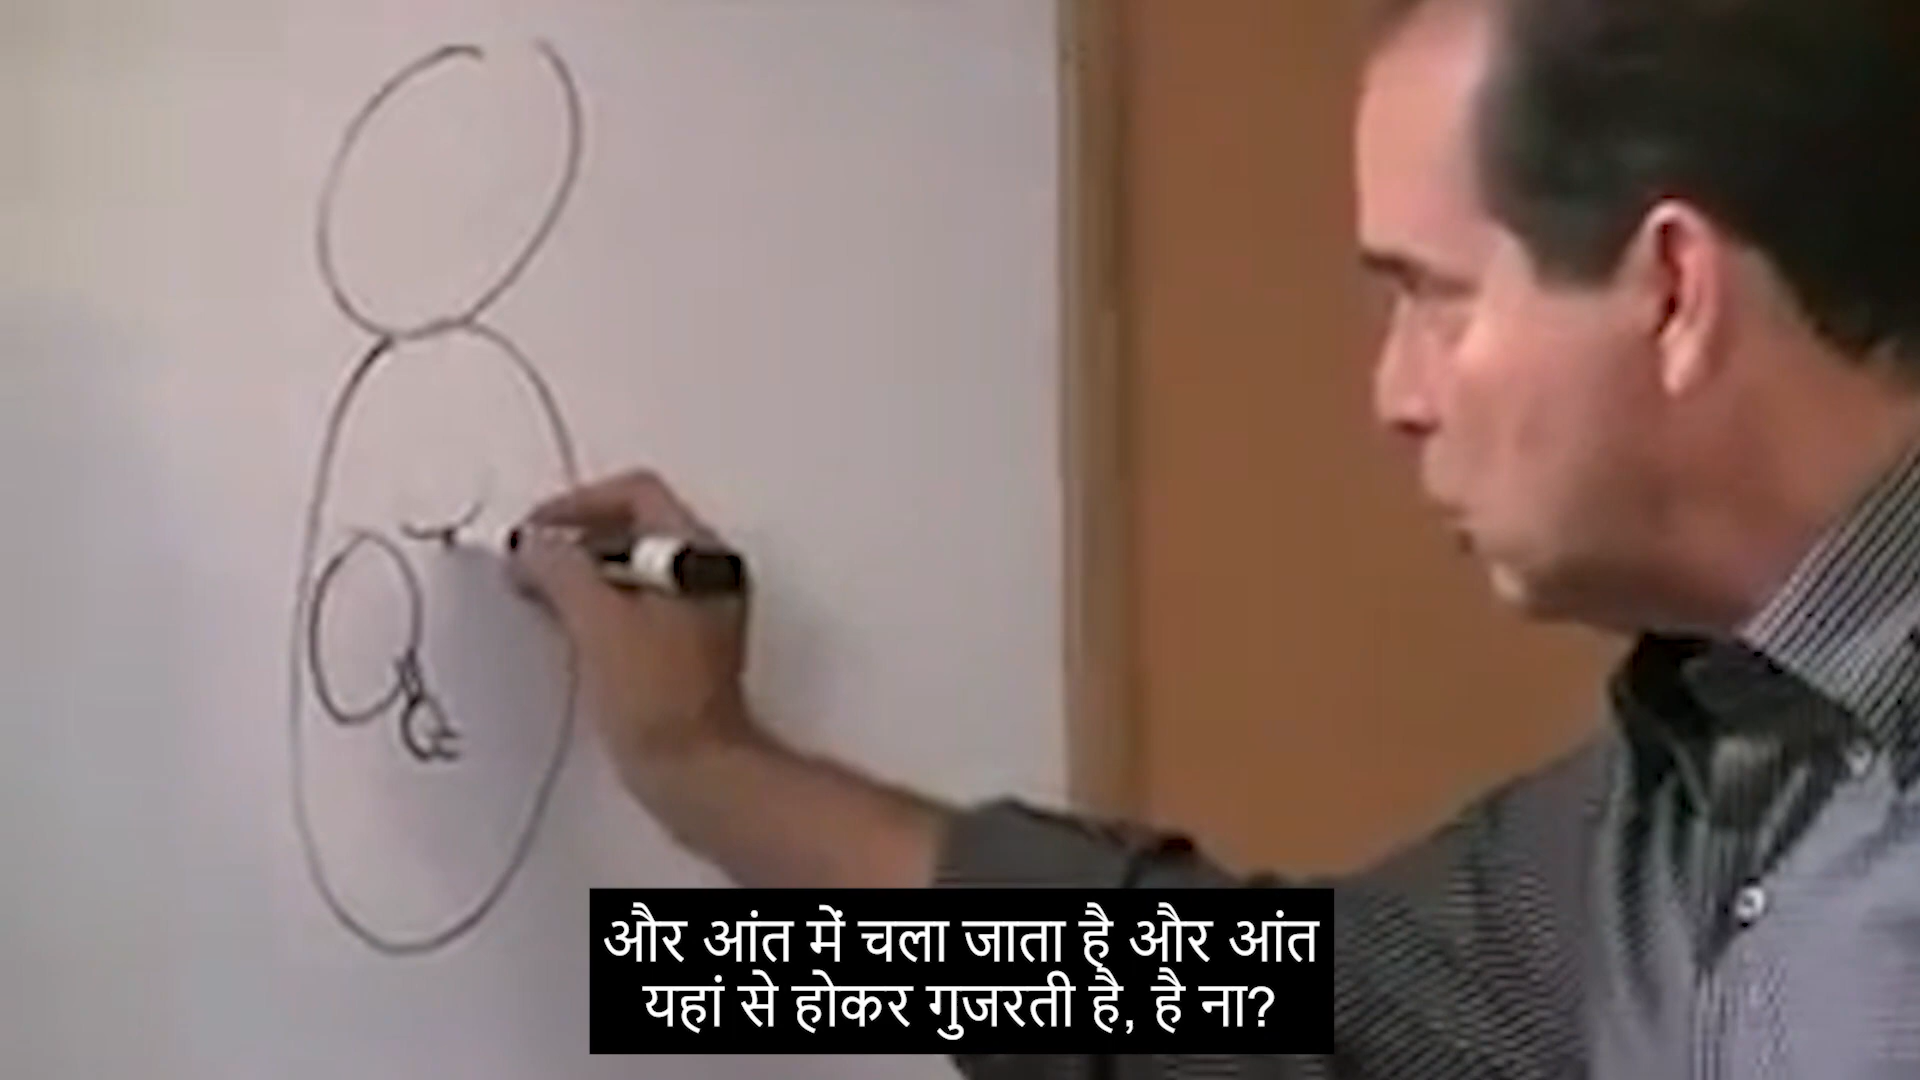 और आंत में चला जाता है और आंत
यहां से होकर गुजरती है, है ना?